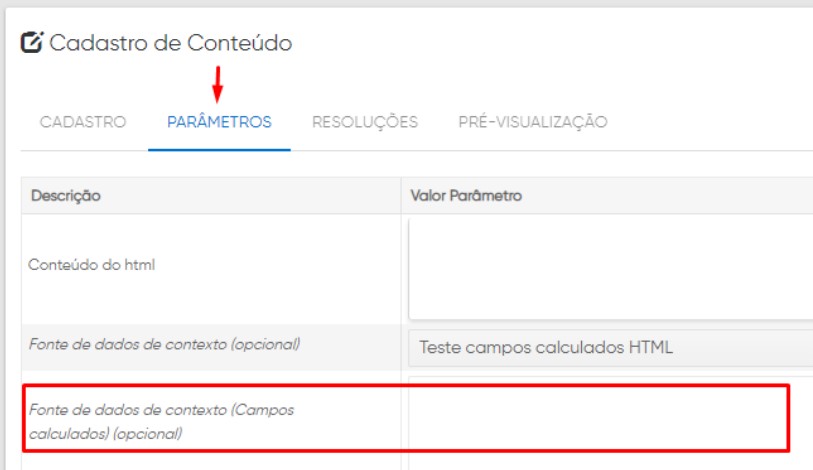 Cadastro de Conteúdo
CADASTRO PARÂMETROS RESOLUÇÕES PRÉ-VISUALIZAÇÃO
Descrição Valor Parâmetro
Conteúdo do html
Fonte de dados de contexto (opcional) Teste campos calculados HTML
Fonte de dados de contexto (Campos
calculados) (opcional)